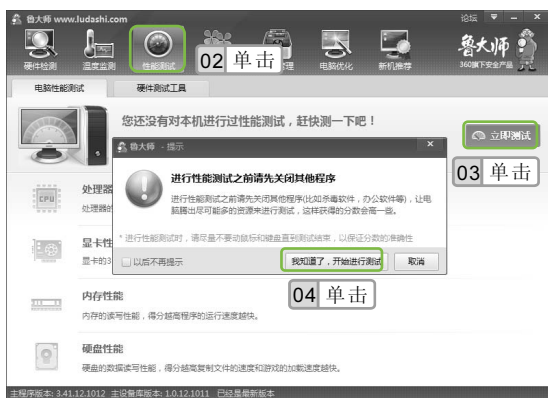 鲁大师 www.ludashi.com
论坛
硬件检测
温度监测
性能测试
02 单击
理
电脑优化
新机推荐
鲁大师
360旗下安全产品
电脑性能测试
硬件测试工具
您还没有对本机进行过性能测试，赶快测一下吧！
立即测试
03 单击
鲁大师 - 提示
进行性能测试之前请先关闭其他程序
进行性能测试之前请先关闭其他程序(比如杀毒软件，办公软件等)，让电
脑腾出尽可能多的资源来进行测试，这样获得的分数会高一些。
* 进行性能测试时，请尽量不要动鼠标和键盘直到测试结束，以保证分数的准确性
以后不再提示
我知道了，开始进行测试
取消
04 单击
CPU
处理器
处理器的
显卡性
显卡的3
内存性能
内存的读写性能，得分越高程序的运行速度越快。
硬盘性能
硬盘的数据读写性能，得分越高复制文件的速度和游戏的加载速度越快。
主程序版本: 3.41.12.1012 主设备库版本: 1.0.12.1011 已经是最新版本